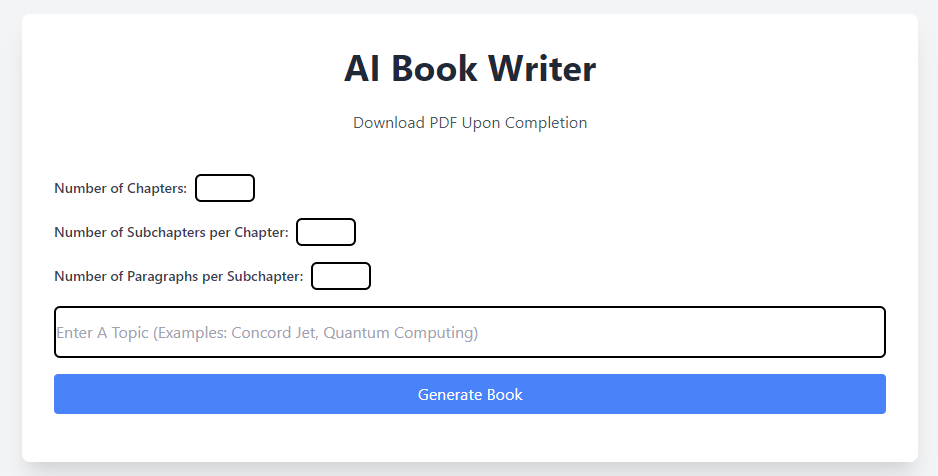 AI Book Writer
Download PDF Upon Completion
Number of Chapters:
Number of Subchapters per Chapter:
Number of Paragraphs per Subchapter:
Enter A Topic (Examples: Concord Jet, Quantum Computing)
Generate Book